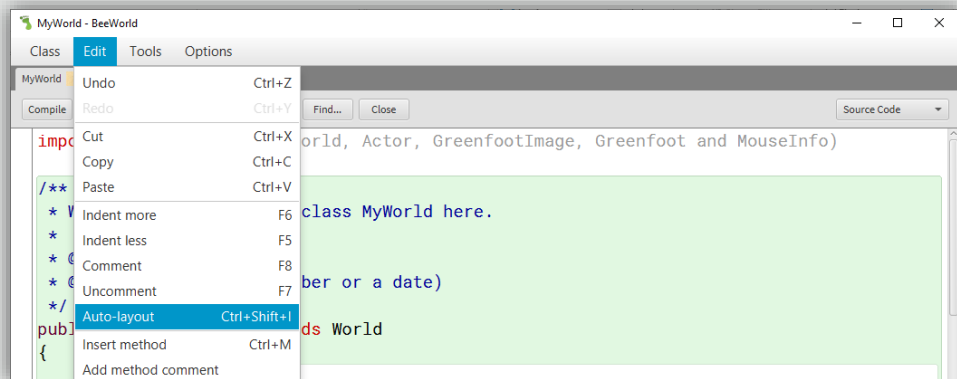 MyWorld - BeeWorld
Class Edit Tools Options
MyWorld
Compile Find... Close Source Code
Undo Ctrl+Z
Redo Ctrl+Y
Cut Ctrl+X
Copy Ctrl+C
Paste Ctrl+V
Indent more F6
Indent less F5
Comment F8
Uncomment F7
Auto-layout Ctrl+Shift+I
Insert method Ctrl+M
Add method comment
impo orld, Actor, GreenfootImage, Greenfoot and MouseInfo)
/**
* W class MyWorld here.
*
* @
* @ ber or a date)
*/
publ ds World
{